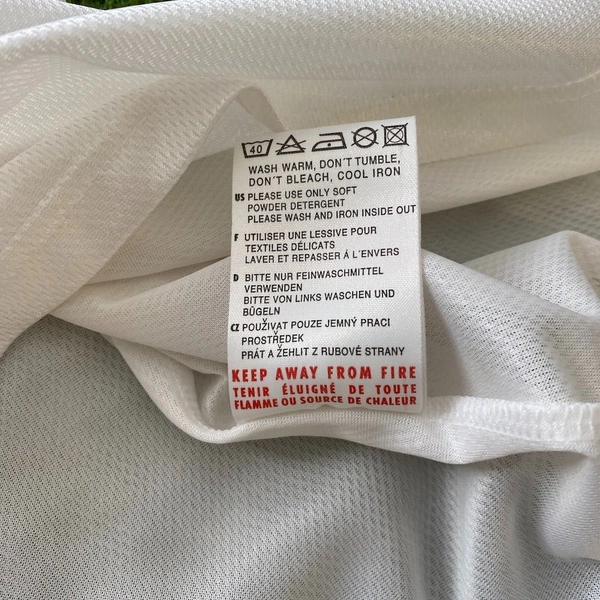 40
WASH WARM, DON´T TUMBLE,
DON´T BLEACH, COOL IRON
US PLEASE USE ONLY SOFT
POWDER DETERGENT
PLEASE WASH AND IRON INSIDE OUT
F UTILISER UNE LESSIVE POUR
TEXTILES DÉLICATS
LAVER ET REPASSER Á L´ENVERS
D BITTE NUR FEINWASCHMITTEL
VERWENDEN
BITTE VON LINKS WASCHEN UND
BÜGELN
CZ POUŽÍVAT POUZE JEMNÝ PRACI
PROSTŘEDEK
PRÁT A ŽEHLIT Z RUBOVÉ STRANY
KEEP AWAY FROM FIRE
TENIR ÉLUIGNÉ DE TOUTE
FLAMME OU SOURCE DE CHALEUR